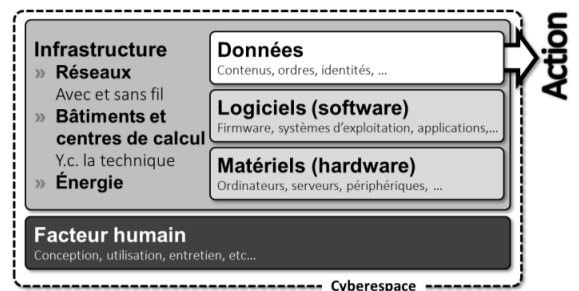 Infrastructure
» Réseaux
Avec et sans fil
» Bâtiments et
centres de calcul
Y.c. la technique
» Énergie
Données
Contenus, ordres, identités, ...
Logiciels (software)
Firmware, systèmes d'exploitation, applications,...
Matériels (hardware)
Ordinateurs, serveurs, périphériques, ...
Facteur humain
Conception, utilisation, entretien, etc...
Cyberespace
Action